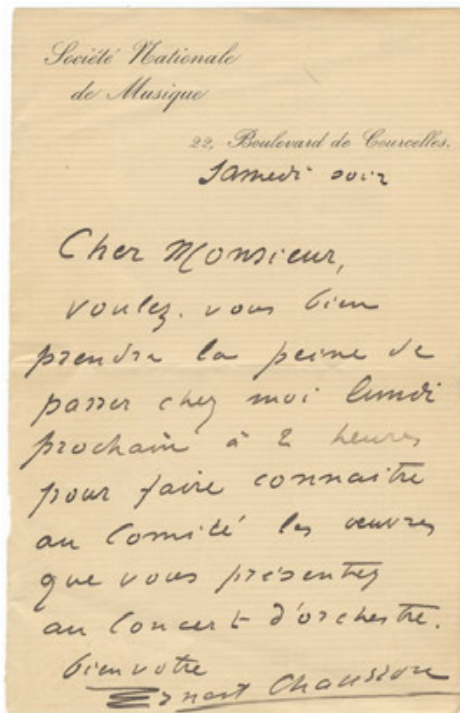 Société Nationale
de Musique
22, Boulevard de Courcelles.
Samedi soir
Cher Monsieur,
voulez-vous bien
prendre la peine de
passer chez moi lundi
prochain à 2 heures
pour faire connaitre
au Comité les œuvres
que vous présentez
au Concert d'orchestre.
bien votre
Ernest Chausson